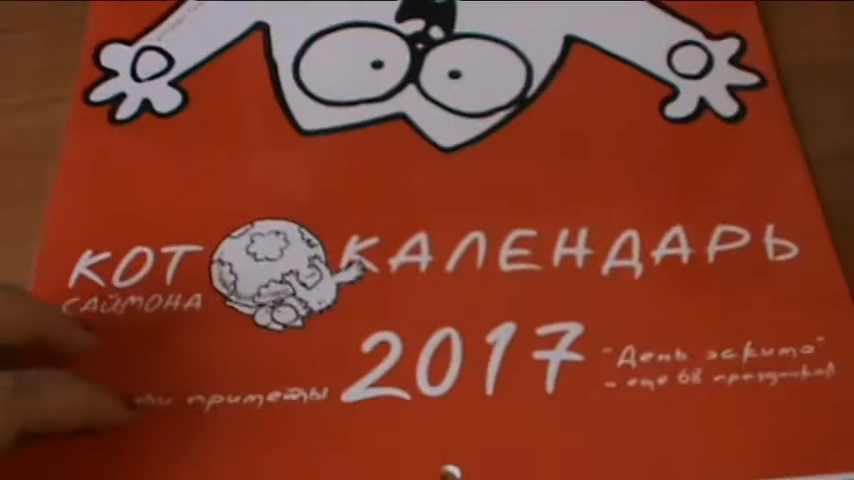 КОТ КАЛЕНДАРЬ
САЙМОНА
2017
приметы
"День эскимо"
и еще 68 праздников